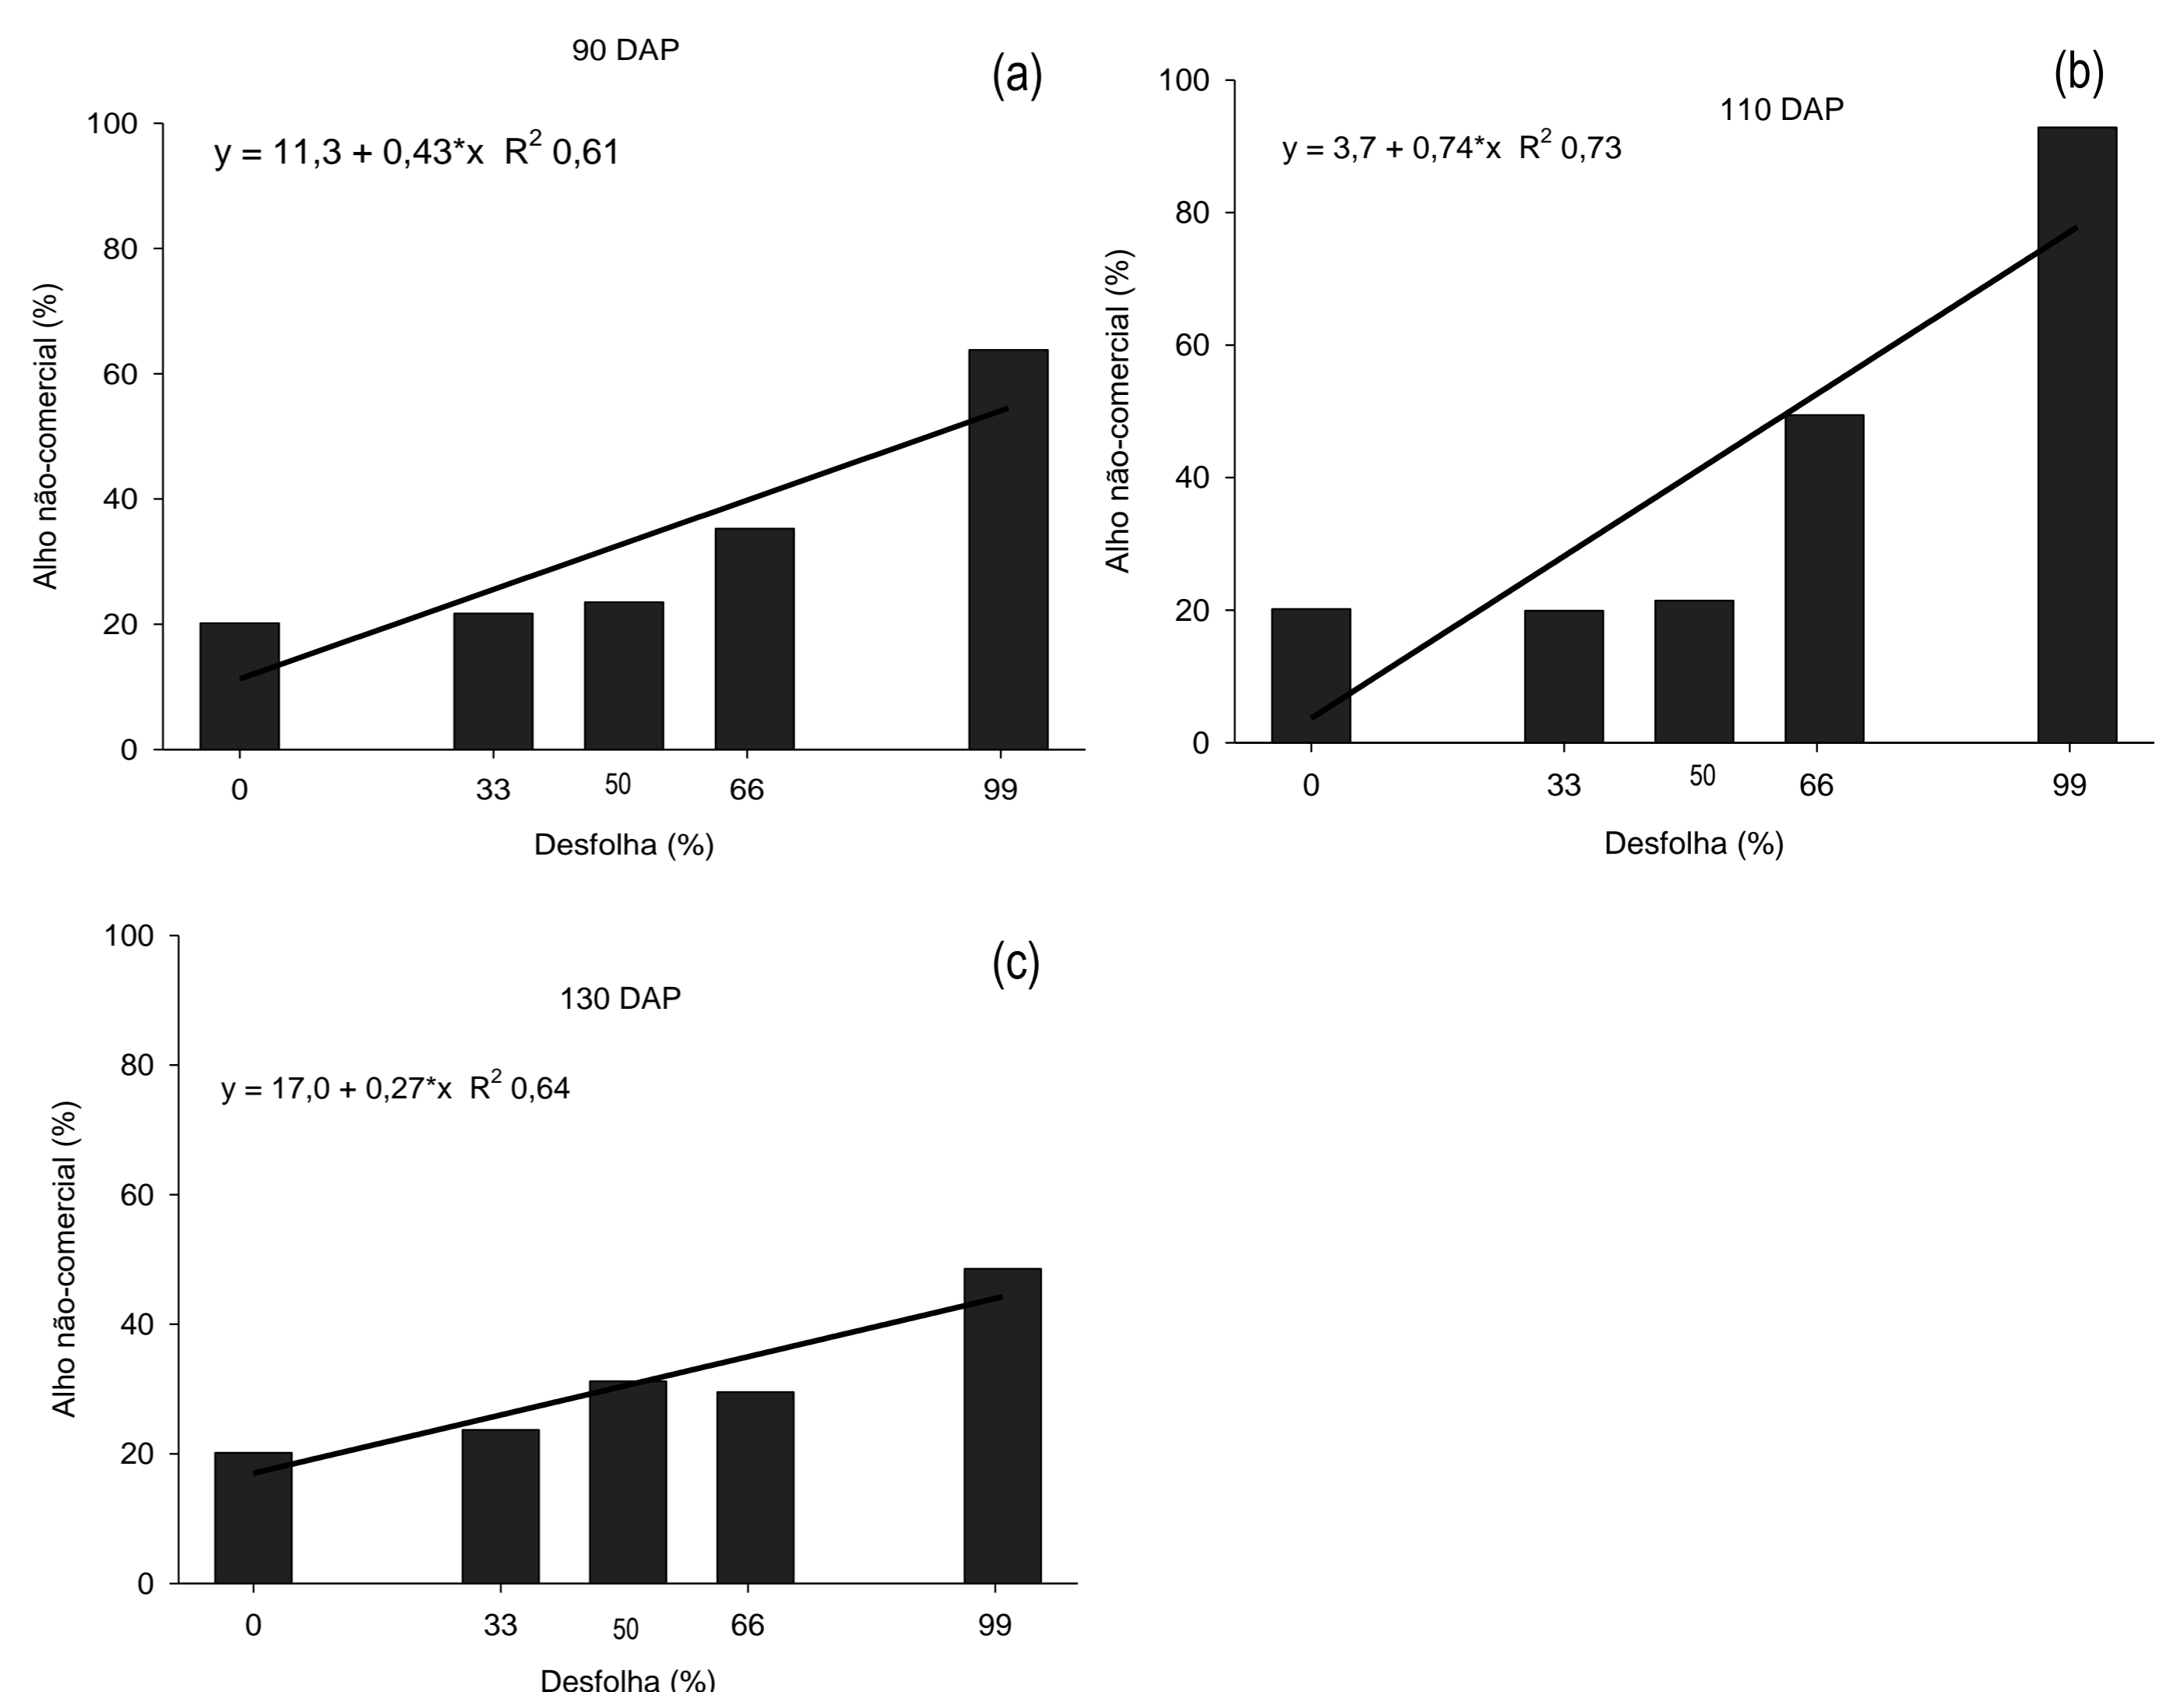 90 DAP
(a)
y = 11,3 + 0,43*x R² 0,61
100
80
60
40
20
0
Alho não-comercial (%)
0 33 50 66 99
Desfolha (%)
(b)
110 DAP
y = 3,7 + 0,74*x R² 0,73
100
80
60
40
20
0
Alho não-comercial (%)
0 33 50 66 99
Desfolha (%)
(c)
130 DAP
y = 17,0 + 0,27*x R² 0,64
100
80
60
40
20
0
Alho não-comercial (%)
0 33 50 66 99
Desfolha (%)